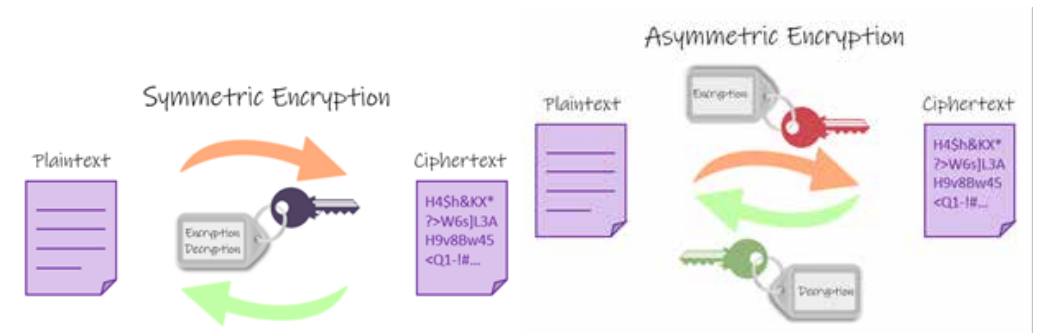 Symmetric Encryption
Plaintext
Ciphertext
Encryption
Decryption
H4$h&KX*
?>W6s]L3A
H9v8Bw45
<Q1-!#...
Asymmetric Encryption
Plaintext
Encryption
Ciphertext
H4$h&KX*
?>W6s]L3A
H9v8Bw45
<Q1-!#...
Decryption